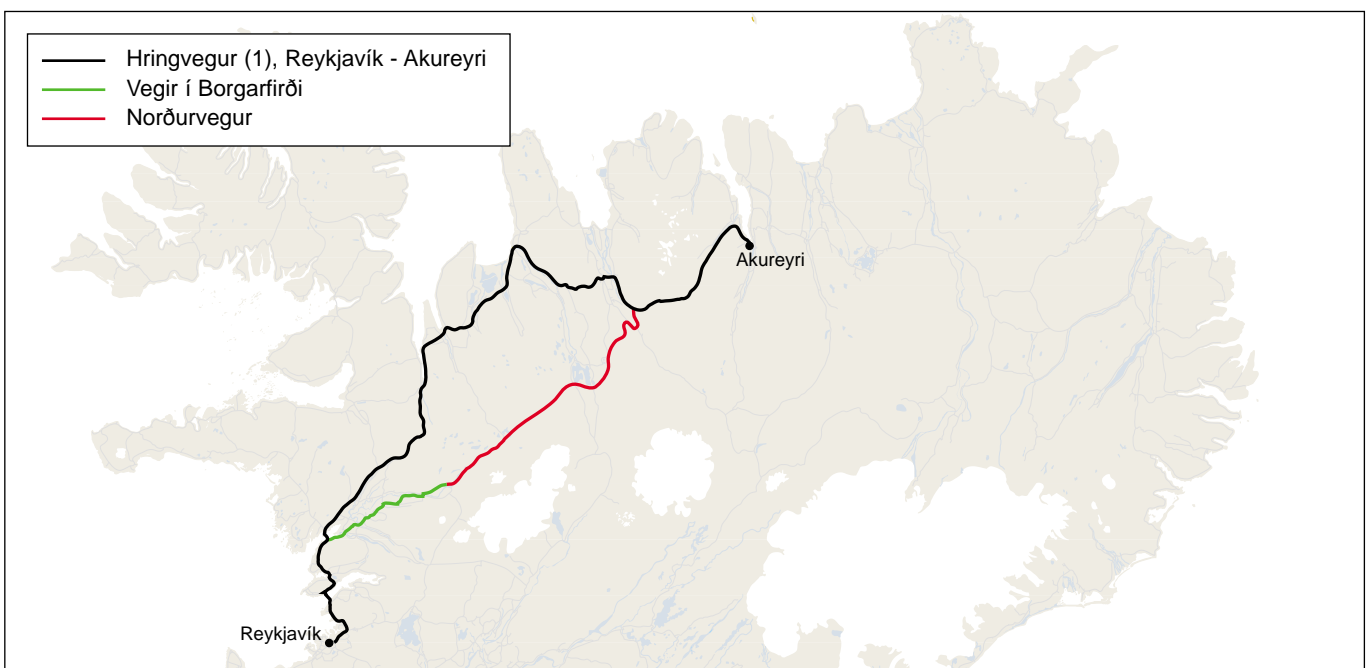 Hringvegur (1), Reykjavík - Akureyri
Vegir í Borgarfirði
Norðurvegur
Akureyri
Reykjavík